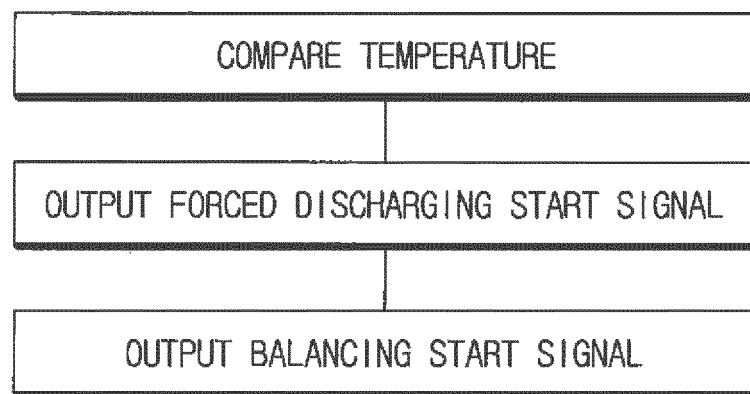 COMPARE TEMPERATURE
OUTPUT FORCED DISCHARGING START SIGNAL
OUTPUT BALANCING START SIGNAL